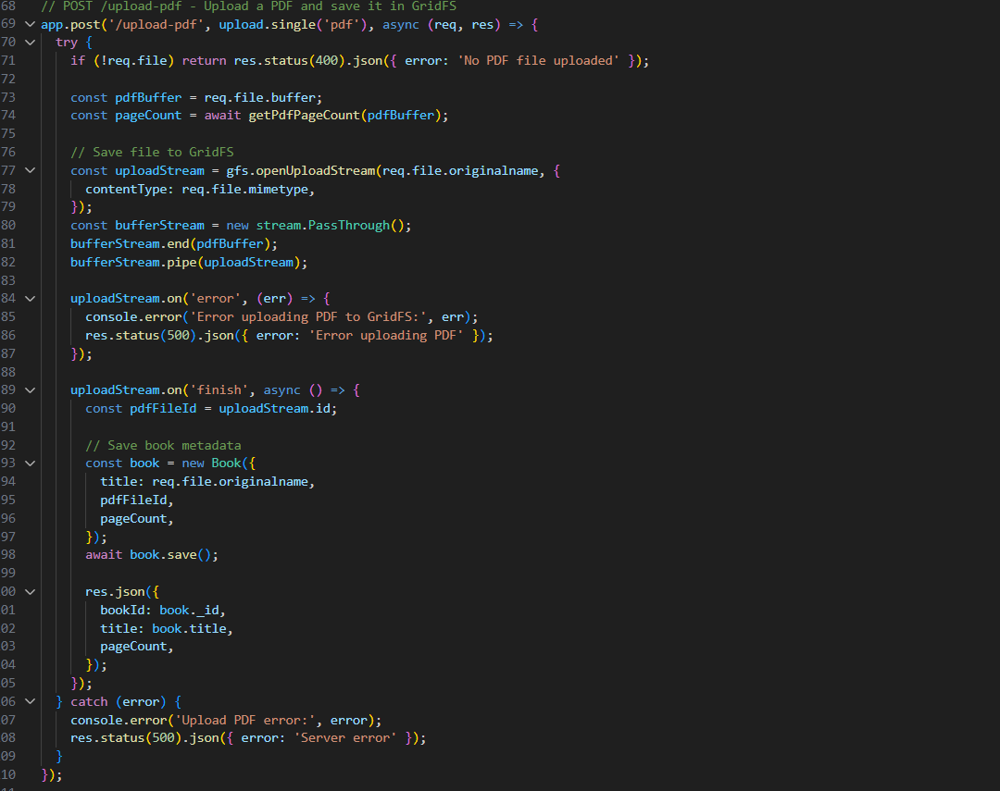 68 // POST /upload-pdf - Upload a PDF and save it in GridFS
69 app.post('/upload-pdf', upload.single('pdf'), async (req, res) => {
70 try {
71 if (!req.file) return res.status(400).json({ error: 'No PDF file uploaded' });
72
73 const pdfBuffer = req.file.buffer;
74 const pageCount = await getPdfPageCount(pdfBuffer);
75
76 // Save file to GridFS
77 const uploadStream = gfs.openUploadStream(req.file.originalname, {
78 contentType: req.file.mimetype,
79 });
80 const bufferStream = new stream.PassThrough();
81 bufferStream.end(pdfBuffer);
82 bufferStream.pipe(uploadStream);
83
84 uploadStream.on('error', (err) => {
85 console.error('Error uploading PDF to GridFS:', err);
86 res.status(500).json({ error: 'Error uploading PDF' });
87 });
88
89 uploadStream.on('finish', async () => {
90 const pdfFileId = uploadStream.id;
91
92 // Save book metadata
93 const book = new Book({
94 title: req.file.originalname,
95 pdfFileId,
96 pageCount,
97 });
98 await book.save();
99
00 res.json({
01 bookId: book._id,
02 title: book.title,
03 pageCount,
04 });
05 });
06 } catch (error) {
07 console.error('Upload PDF error:', error);
08 res.status(500).json({ error: 'Server error' });
09 }
10 });